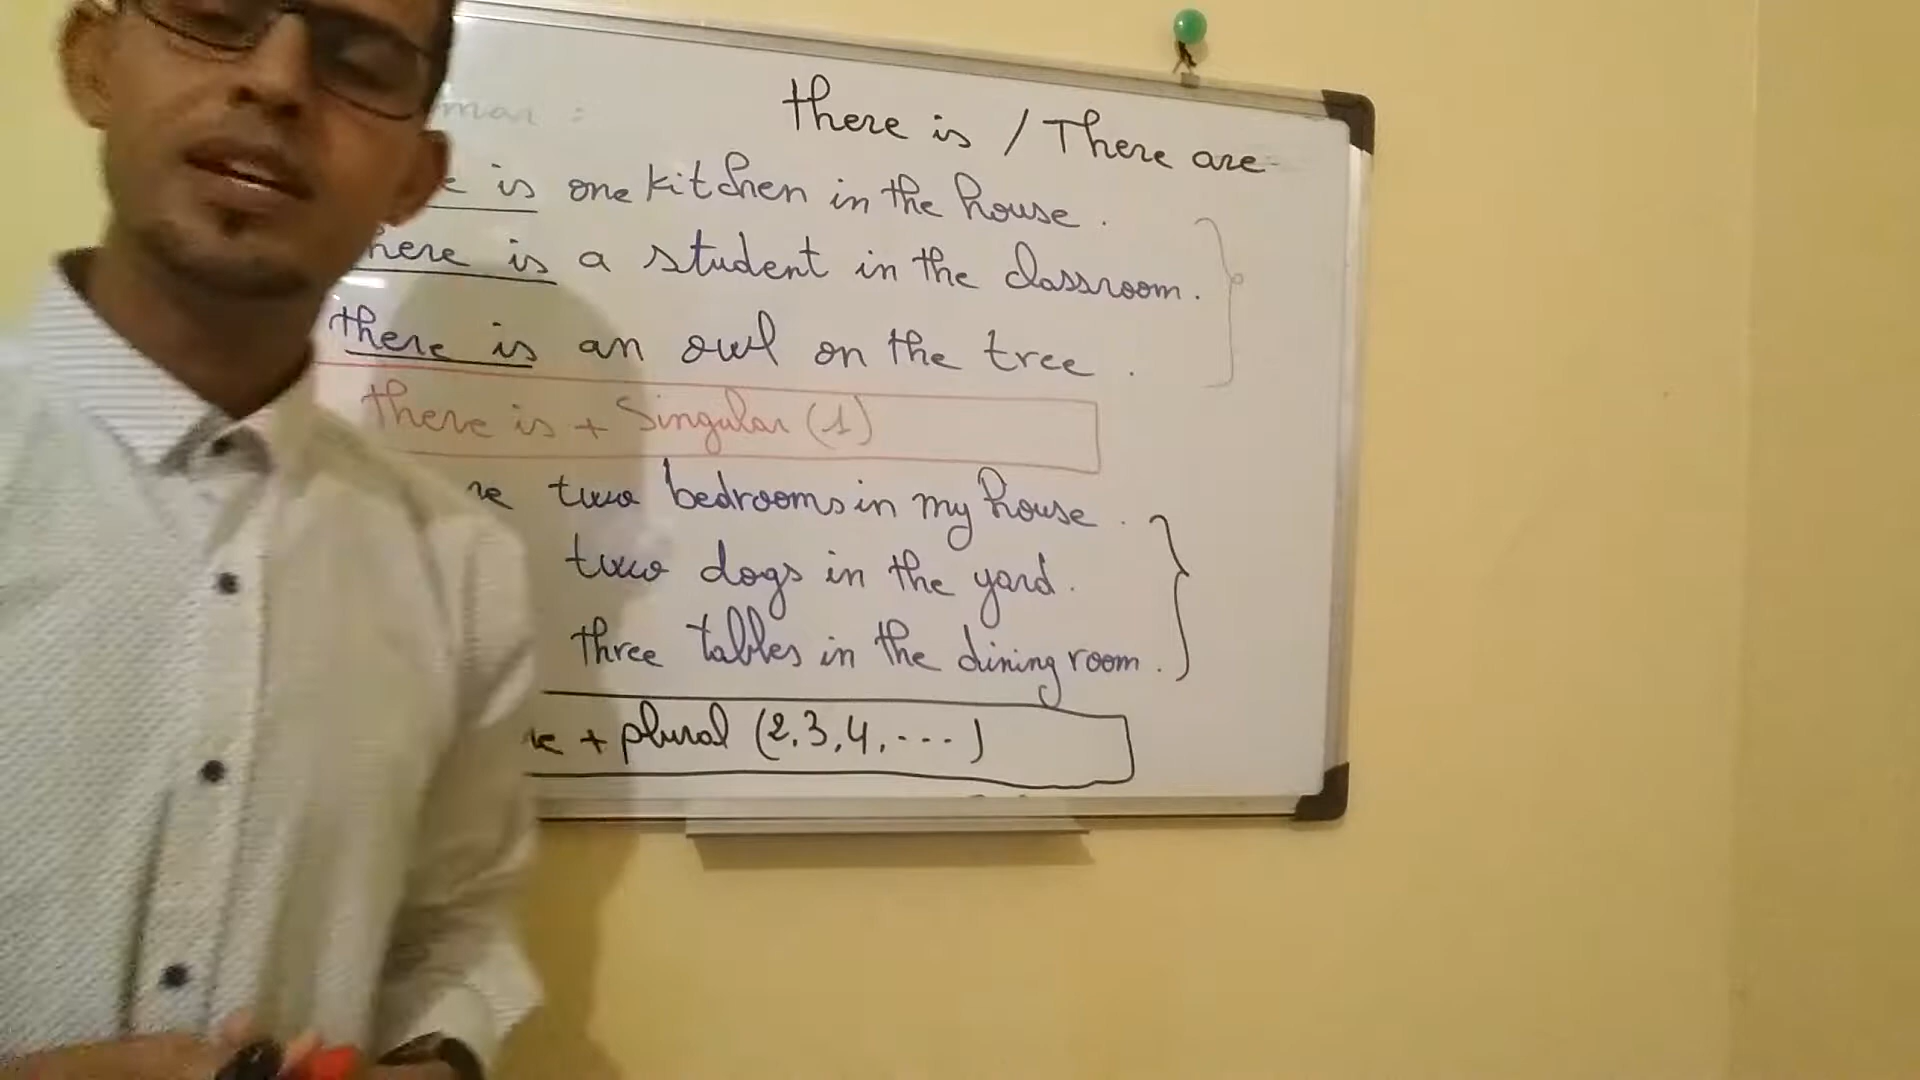 there is / There are
is one kitchen in the house.
here is a student in the classroom.
there is an owl on the tree.
there is + Singular (1)
two bedrooms in my house.
two dogs in the yard.
three tables in the dining room.
+ plural (2,3,4,....)